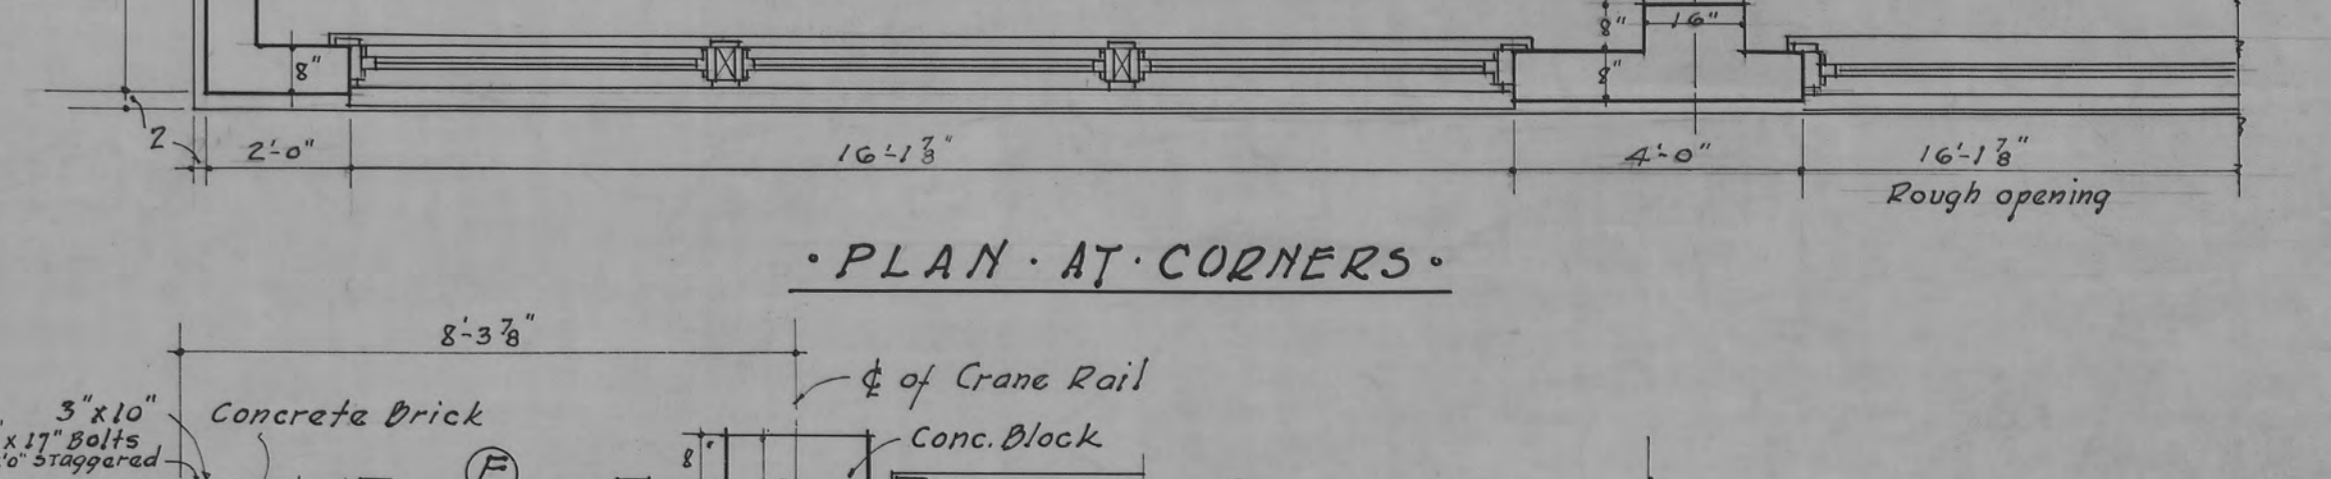 8" 16"
8" 8"
2 2'-0" 16'-1 7/8" 4'-0" 16'-1 7/8"
Rough opening
· PLAN · AT · CORNERS ·
8'-3 7/8"
℄ of Crane Rail
3"x10" Concrete Brick
x 17" Bolts
Conc. Block
'0" Staggered
F 8"